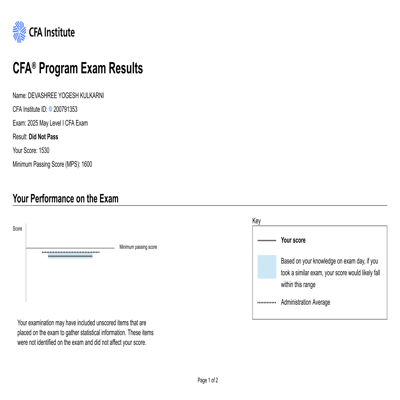 CFA Institute
CFA® Program Exam Results
Name: DEVASHREE YOGESH KULKARNI
CFA Institute ID: 200791353
Exam: 2025 May Level I CFA Exam
Result: Did Not Pass
Your Score: 1530
Minimum Passing Score (MPS): 1600
Your Performance on the Exam
Score
Minimum passing score
Key
Your score
Based on your knowledge on exam day, if you
took a similar exam, your score would likely fall
within this range
Administration Average
Your examination may have included unscored items that are
placed on the exam to gather statistical information. These items
were not identified on the exam and did not affect your score.
Page 1 of 2